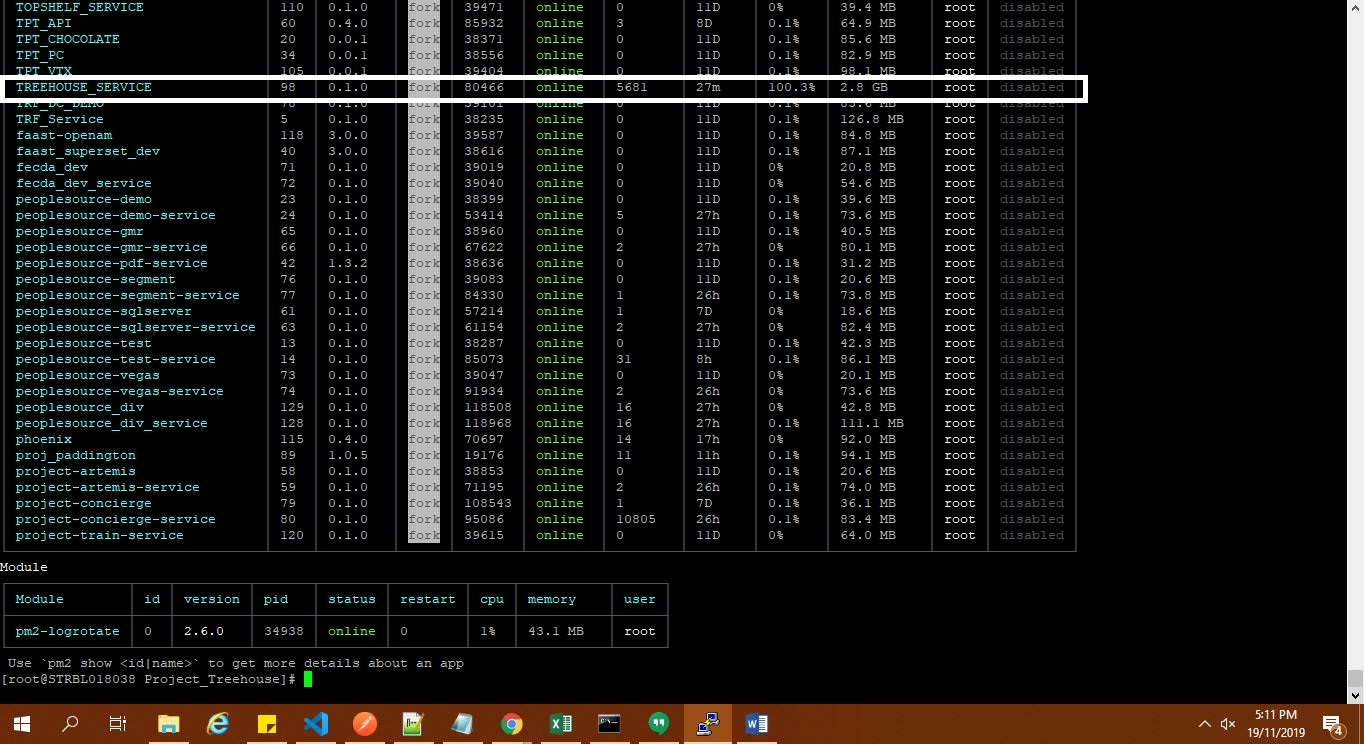 TOPSHELF_SERVICE 110 0.1.0 fork 39471 online 0 11D 0% 39.4 MB root disabled
TPT_API 60 0.4.0 fork 85932 online 3 8D 0.1% 64.9 MB root disabled
TPT_CHOCOLATE 20 0.0.1 fork 38371 online 0 11D 0.1% 85.6 MB root disabled
TPT_PC 34 0.0.1 fork 38556 online 0 11D 0.1% 82.9 MB root disabled
TPT_VTX 105 0.0.1 fork 39404 online 0 11D 0.1% 98.1 MB root disabled
TREEHOUSE_SERVICE 98 0.1.0 fork 80466 online 5681 27m 100.3% 2.8 GB root disabled
TRF_DC_DEMO 78 0.1.0 fork 39101 online 0 11D 0.1% 83.6 MB root disabled
TRF_Service 5 0.1.0 fork 38235 online 0 11D 0.1% 126.8 MB root disabled
faast-openam 118 3.0.0 fork 39587 online 0 11D 0.1% 84.8 MB root disabled
faast_superset_dev 40 3.0.0 fork 38616 online 0 11D 0.1% 87.1 MB root disabled
fecda_dev 71 0.1.0 fork 39019 online 0 11D 0% 20.8 MB root disabled
fecda_dev_service 72 0.1.0 fork 39040 online 0 11D 0% 54.6 MB root disabled
peoplesource-demo 23 0.1.0 fork 38399 online 0 11D 0.1% 39.6 MB root disabled
peoplesource-demo-service 24 0.1.0 fork 53414 online 5 27h 0.1% 73.6 MB root disabled
peoplesource-gmr 65 0.1.0 fork 38960 online 0 11D 0.1% 40.5 MB root disabled
peoplesource-gmr-service 66 0.1.0 fork 67622 online 2 27h 0% 80.1 MB root disabled
peoplesource-pdf-service 42 1.3.2 fork 38636 online 0 11D 0.1% 31.2 MB root disabled
peoplesource-segment 76 0.1.0 fork 39083 online 0 11D 0% 20.6 MB root disabled
peoplesource-segment-service 77 0.1.0 fork 84330 online 1 26h 0.1% 73.8 MB root disabled
peoplesource-sqlserver 61 0.1.0 fork 57214 online 1 7D 0% 18.6 MB root disabled
peoplesource-sqlserver-service 63 0.1.0 fork 61154 online 2 27h 0% 82.4 MB root disabled
peoplesource-test 13 0.1.0 fork 38287 online 0 11D 0.1% 42.3 MB root disabled
peoplesource-test-service 14 0.1.0 fork 85073 online 31 8h 0.1% 86.1 MB root disabled
peoplesource-vegas 73 0.1.0 fork 39047 online 0 11D 0% 20.1 MB root disabled
peoplesource-vegas-service 74 0.1.0 fork 91934 online 2 26h 0% 73.6 MB root disabled
peoplesource_div 129 0.1.0 fork 118508 online 16 27h 0% 42.8 MB root disabled
peoplesource_div_service 128 0.1.0 fork 118968 online 16 27h 0.1% 111.1 MB root disabled
phoenix 115 0.4.0 fork 70697 online 14 17h 0% 92.0 MB root disabled
proj_paddington 89 1.0.5 fork 19176 online 11 11h 0.1% 94.1 MB root disabled
project-artemis 58 0.1.0 fork 38853 online 0 11D 0% 20.6 MB root disabled
project-artemis-service 59 0.1.0 fork 71195 online 2 26h 0% 74.0 MB root disabled
project-concierge 79 0.1.0 fork 108543 online 1 7D 0% 36.1 MB root disabled
project-concierge-service 80 0.1.0 fork 95086 online 10805 26h 0.1% 83.4 MB root disabled
project-train-service 120 0.1.0 fork 39615 online 0 11D 0% 64.0 MB root disabled
Module
Module id version pid status restart cpu memory user
pm2-logrotate 0 2.6.0 34938 online 0 1% 43.1 MB root
Use `pm2 show <id|name>` to get more details about an app
[root@STRBL018038 Project_Treehouse]#
5:11 PM
19/11/2019
4